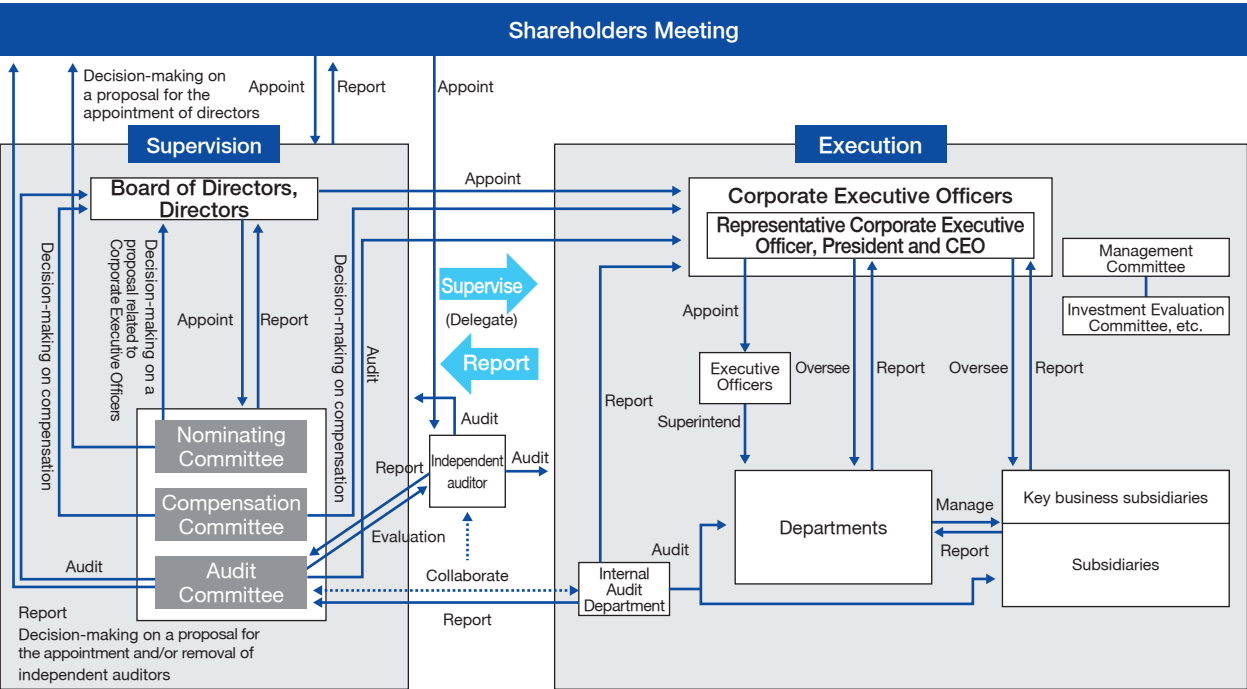 Shareholders Meeting
Decision-making on
a proposal for the
appointment of directors
Appoint
Report
Appoint
Supervision
Execution
Board of Directors,
Directors
Appoint
Corporate Executive Officers
Representative Corporate Executive
Officer, President and CEO
Management
Committee
Investment Evaluation
Committee, etc.
Decision-making on compensation
Decision-making on a
proposal related to
Corporate Executive Officers
Appoint
Report
Decision-making on compensation
Audit
Supervise
(Delegate)
Report
Appoint
Executive
Officers
Oversee
Report
Oversee
Report
Superintend
Report
Nominating
Committee
Compensation
Committee
Audit
Committee
Audit
Independent
auditor
Audit
Report
Evaluation
Collaborate
Report
Audit
Internal
Audit
Department
Audit
Departments
Manage
Report
Key business subsidiaries
Subsidiaries
Report
Decision-making on a proposal for
the appointment and/or removal of
independent auditors